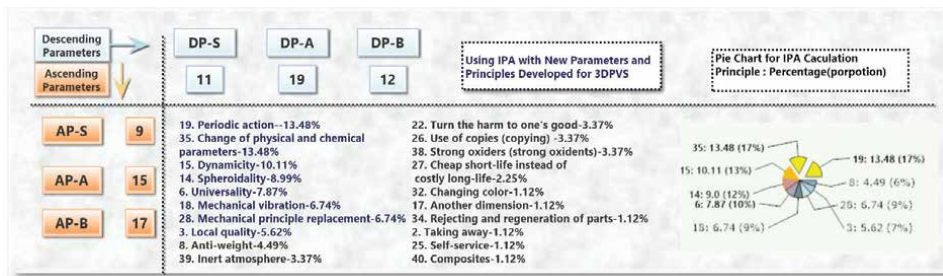 Descending
Parameters
Ascending
Parameters
DP-S
DP-A
DP-B
11
19
12
Using IPA with New Parameters and
Principles Developed for 3DPVS
Pie Chart for IPA Caculation
Principle : Percentage(porpotion)
AP-S
9
AP-A
15
AP-B
17
19. Periodic action--13.48%
35. Change of physical and chemical
parameters-13.48%
15. Dynamicity-10.11%
14. Spheroidality-8.99%
6. Universality-7.87%
18. Mechanical vibration-6.74%
28. Mechanical principle replacement-6.74%
3. Local quality-5.62%
8. Anti-weight-4.49%
39. Inert atmosphere-3.37%
22. Turn the harm to one's good-3.37%
26. Use of copies (copying) -3.37%
38. Strong oxiders (strong oxidents)-3.37%
27. Cheap short-life instead of
costly long-life-2.25%
32. Changing color-1.12%
17. Another dimension-1.12%
34. Rejecting and regeneration of parts-1.12%
2. Taking away-1.12%
25. Self-service-1.12%
40. Composites-1.12%
35: 13.48 (17%)
19: 13.48 (17%)
15: 10.11 (13%)
8: 4.49 (6%)
14: 9.0 (12%)
6: 7.87 (10%)
28: 6.74 (9%)
18: 6.74 (9%)
3: 5.62 (7%)